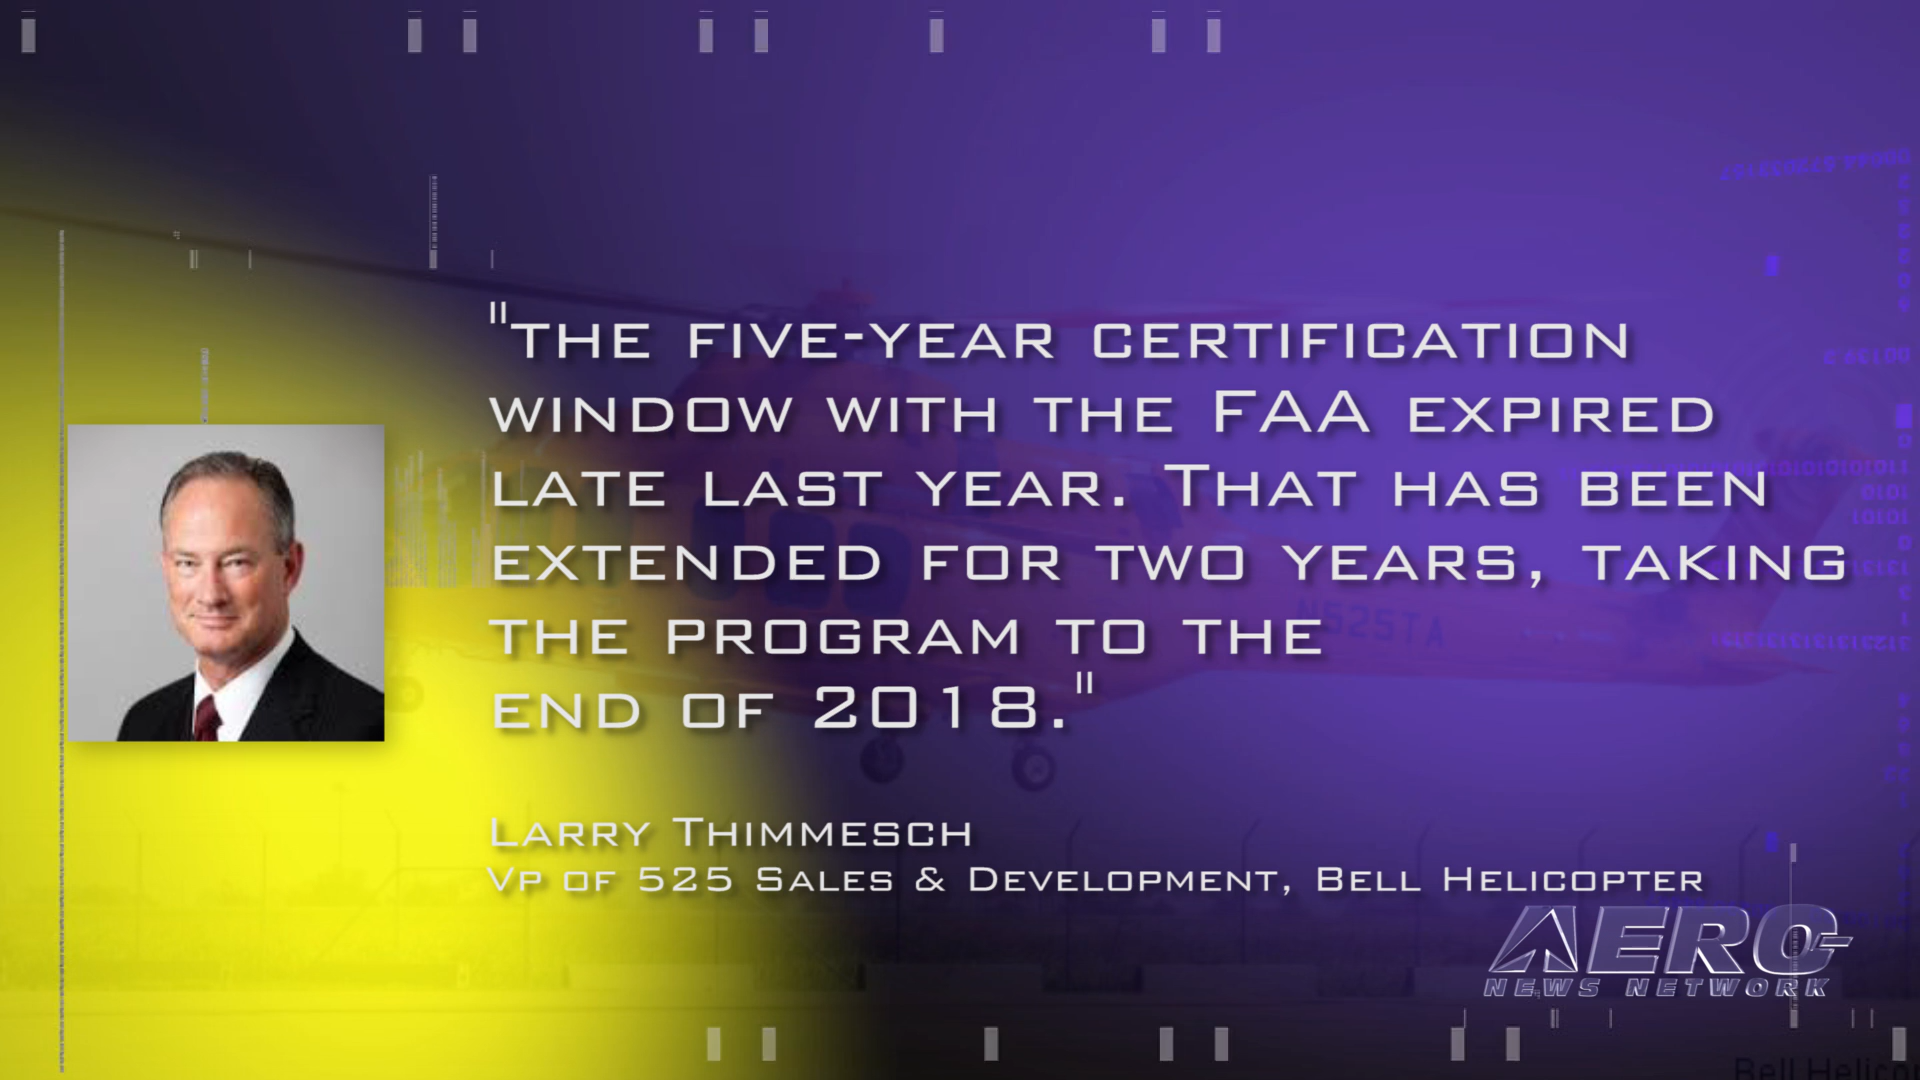 "the five-year certification
window with the FAA expired
late last year. That has been
extended for two years, taking
the program to the
end of 2018."
N525TA
Larry Thimmesch
Vp of 525 Sales & Development, Bell Helicopter
AERO-
NEWS NETWORK